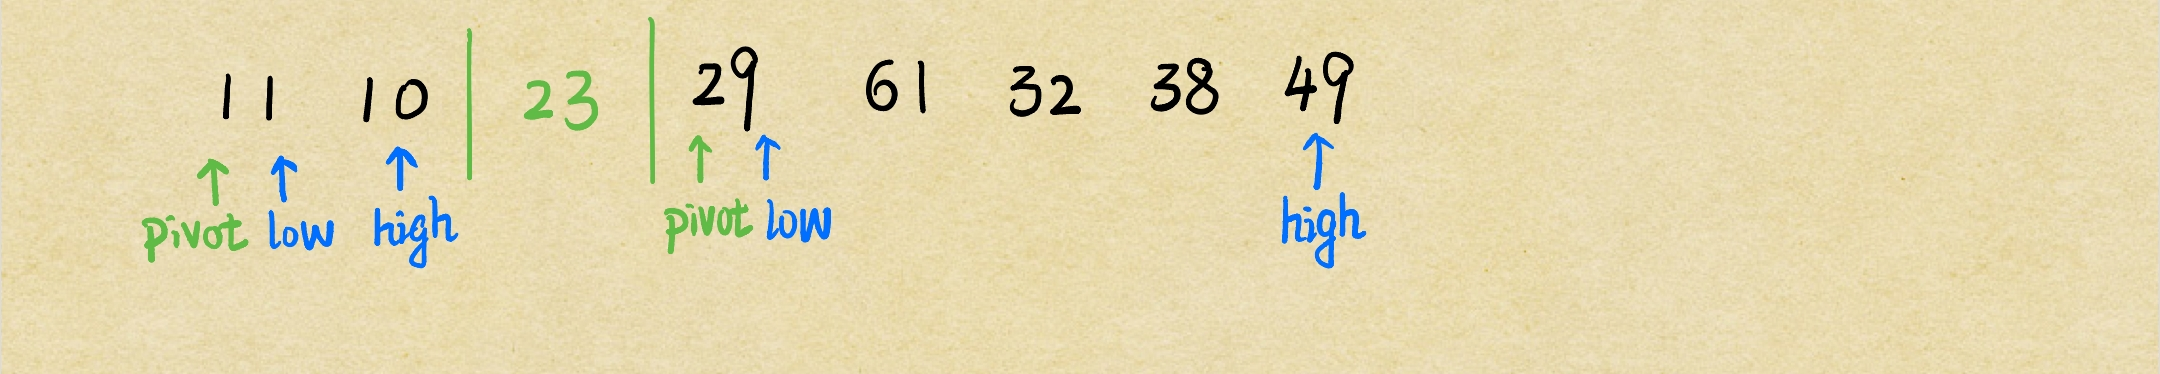 11 10 | 23 | 29 61 32 38 49
pivot low high pivot low high